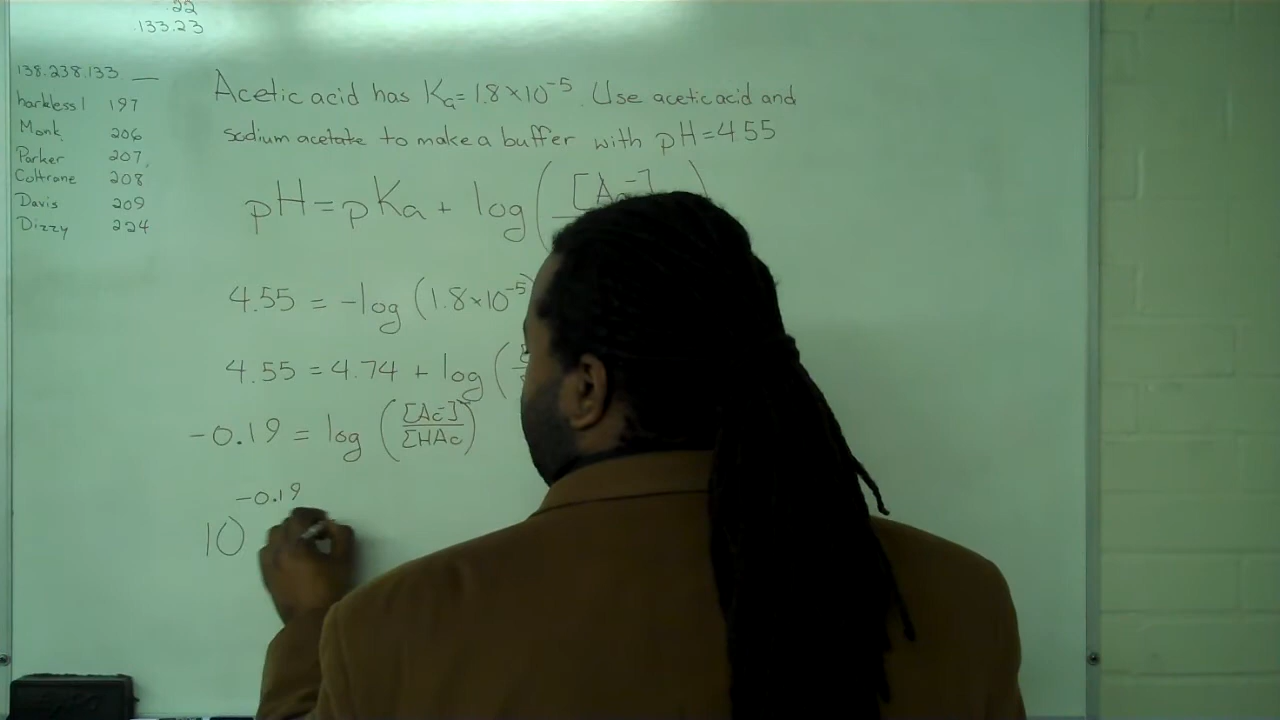 .22
.133.23
138.238.133 __
harkless1 197
Monk 206
Parker 207
Coltrane 208
Davis 209
Dizzy 224
Acetic acid has Ka=1.8×10⁻⁵. Use acetic acid and
sodium acetate to make a buffer with pH=4.55
pH=pKa + log([Ac⁻]
4.55 = -log(1.8×10⁻⁵)
4.55 = 4.74 + log(
-0.19 = log([Ac⁻]/[HAc)
10^-0.19